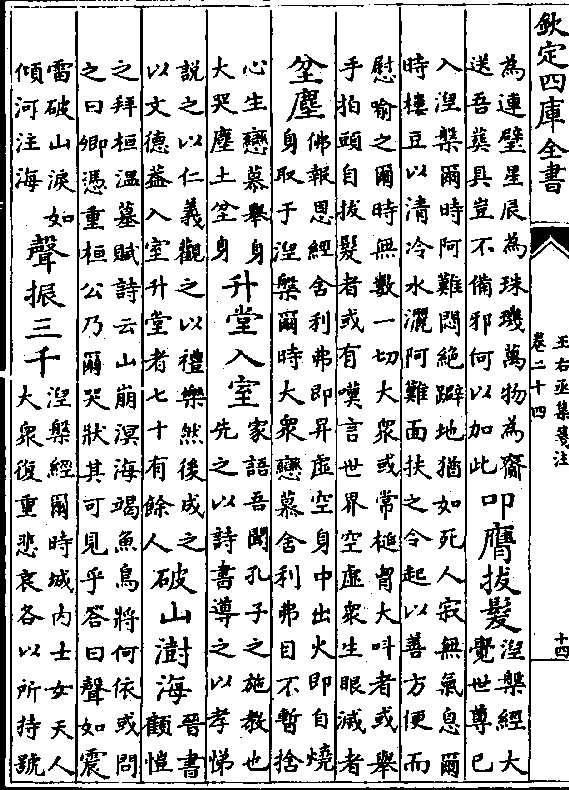 欽定四庫全書
王右丞集箋注
卷二十四
十四
為連璧星辰為珠璣萬物為齎
送吾葬具豈不備邪何以加此
叩膺拔髮
涅槃經大
覺世尊已
入涅槃爾時阿難悶絕躃地猶如死人寂無氣息爾
時樓豆以清冷水灑阿難面扶之令起以善方便而
慰喻之爾時無數一切大衆或常槌胷大呌者或舉
手拍頭自拔髮者或有嘆言世界空虛衆生眼滅者
坌塵
佛報恩經舍利弗即昇虛空身中出火即自燒
身取于涅槃爾時大衆戀慕舍利弗目不暫捨
心生戀慕舉身
大哭塵土坌身
升堂入室
家語吾聞孔子之施教也
先之以詩書導之以孝悌
說之以仁義觀之以禮樂然後成之
以文德葢入室升堂者七十有餘人
破山澍海
晉書
顧愷
之拜桓溫墓賦詩云山崩溟海竭魚鳥將何依或問
之曰卿憑重桓公乃爾哭狀其可見乎答曰聲如震
雷破山淚如
傾河注海
聲振三千
涅槃經爾時城内士女天人
大衆復重悲哀各以所持號